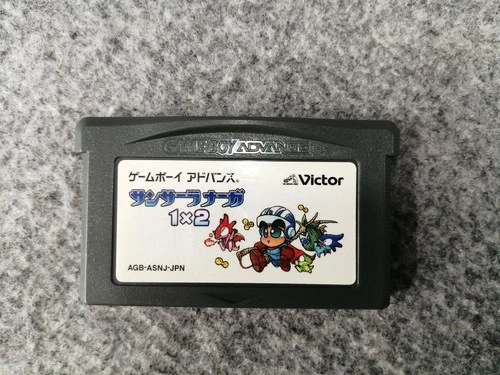 GAME BOY ADVANCE
ゲームボーイ アドバンス®
Victor
サンサーラナーガ
1×2
AGB-ASNJ-JPN